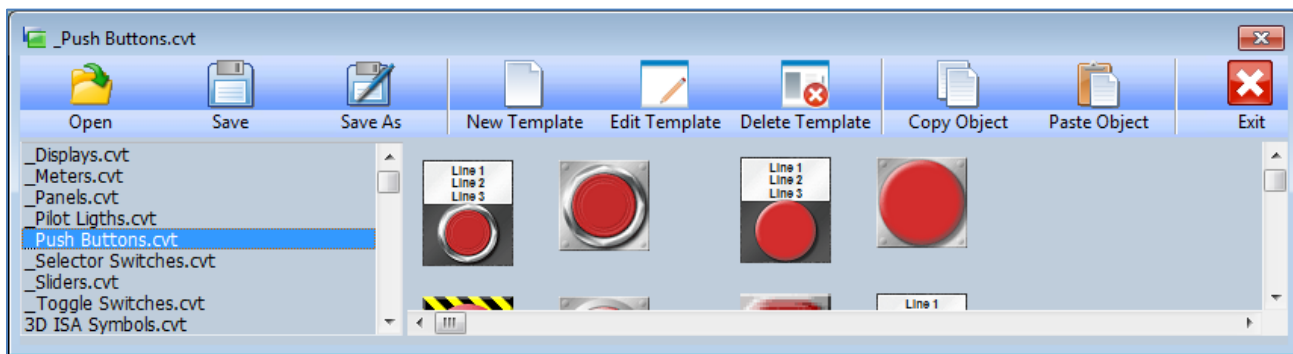 _Push Buttons.cvt
Open Save Save As New Template Edit Template Delete Template Copy Object Paste Object Exit
_Displays.cvt
_Meters.cvt
_Panels.cvt
_Pilot Ligths.cvt
_Push Buttons.cvt
_Selector Switches.cvt
_Sliders.cvt
_Toggle Switches.cvt
3D ISA Symbols.cvt
Line 1
Line 2
Line 3
Line 1
Line 2
Line 3
Line 1